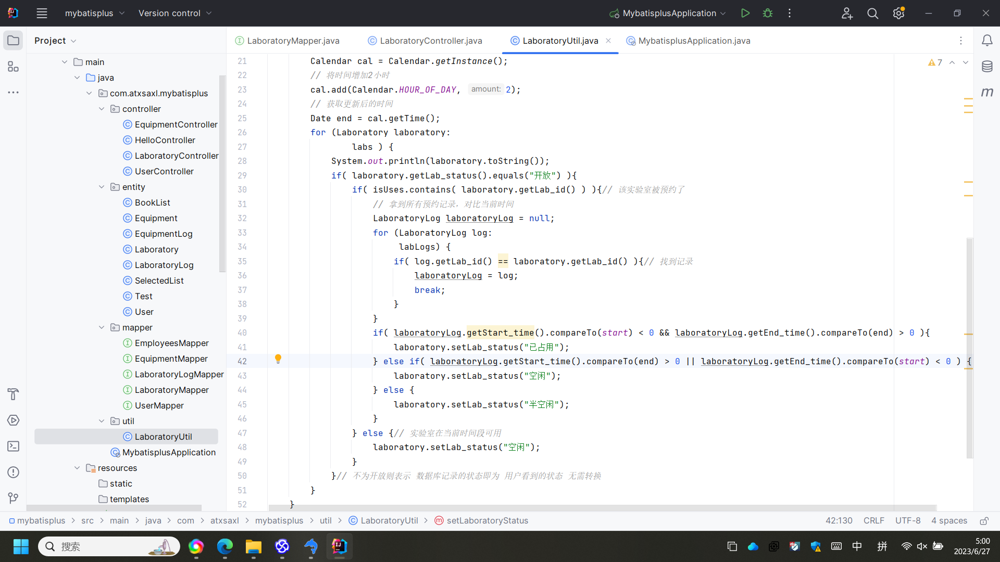 mybatisplus
Version control
MybatisplusApplication
Project
LaboratoryMapper.java
LaboratoryController.java
LaboratoryUtil.java
MybatisplusApplication.java
main
java
com.atxsaxl.mybatisplus
controller
EquipmentController
HelloController
LaboratoryController
UserController
entity
BookList
Equipment
EquipmentLog
Laboratory
LaboratoryLog
SelectedList
Test
User
mapper
EmployeesMapper
EquipmentMapper
LaboratoryLogMapper
LaboratoryMapper
UserMapper
util
LaboratoryUtil
MybatisplusApplication
resources
static
templates
7
21 Calendar cal = Calendar.getInstance();
22 // 将时间增加2小时
23 cal.add(Calendar.HOUR_OF_DAY, amount: 2);
24 // 获取更新后的时间
25 Date end = cal.getTime();
26 for (Laboratory laboratory:
27 labs ) {
28 System.out.println(laboratory.toString());
29 if( laboratory.getLab_status().equals("开放") ){
30 if( isUses.contains( laboratory.getLab_id() ) ){// 该实验室被预约了
31 // 拿到所有预约记录，对比当前时间
32 LaboratoryLog laboratoryLog = null;
33 for (LaboratoryLog log:
34 labLogs) {
35 if( log.getLab_id() == laboratory.getLab_id() ){// 找到记录
36 laboratoryLog = log;
37 break;
38 }
39 }
40 if( laboratoryLog.getStart_time().compareTo(start) < 0 && laboratoryLog.getEnd_time().compareTo(end) > 0 ){
41 laboratory.setLab_status("已占用");
42 } else if( laboratoryLog.getStart_time().compareTo(end) > 0 || laboratoryLog.getEnd_time().compareTo(start) < 0 ) {
43 laboratory.setLab_status("空闲");
44 } else {
45 laboratory.setLab_status("半空闲");
46 }
47 } else {// 实验室在当前时间段可用
48 laboratory.setLab_status("空闲");
49 }
50 }// 不为开放则表示 数据库记录的状态即为 用户看到的状态 无需转换
51 }
52 }
mybatisplus > src > main > java > com > atxsaxl > mybatisplus > util > LaboratoryUtil > setLaboratoryStatus
42:130 CRLF UTF-8 4 spaces
搜索
中
拼
5:00
2023/6/27